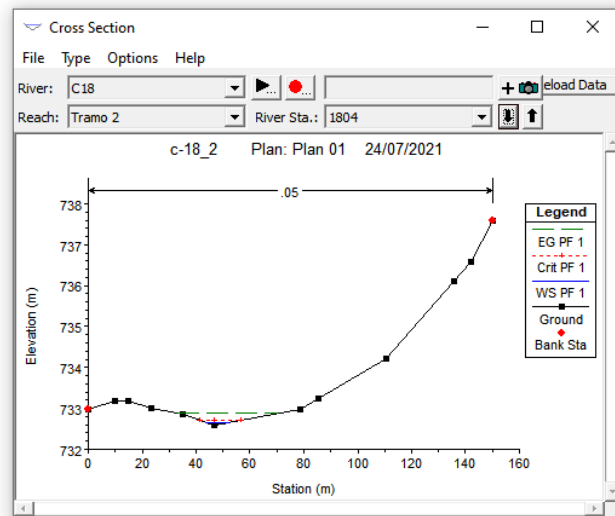 Cross Section
File Type Options Help
River: C18 eload Data
Reach: Tramo 2 River Sta.: 1804
c-18_2 Plan: Plan 01 24/07/2021
.05
738
737
736
735
734
733
732
Elevation (m)
0 20 40 60 80 100 120 140 160
Station (m)
Legend
EG PF 1
Crit PF 1
WS PF 1
Ground
Bank Sta